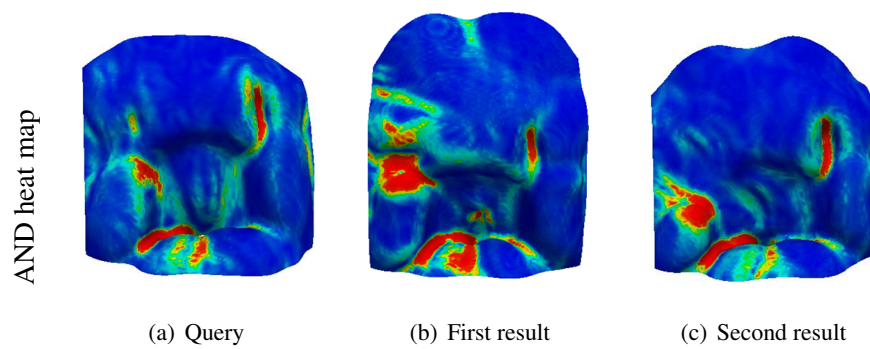 AND heat map
(a) Query
(b) First result
(c) Second result